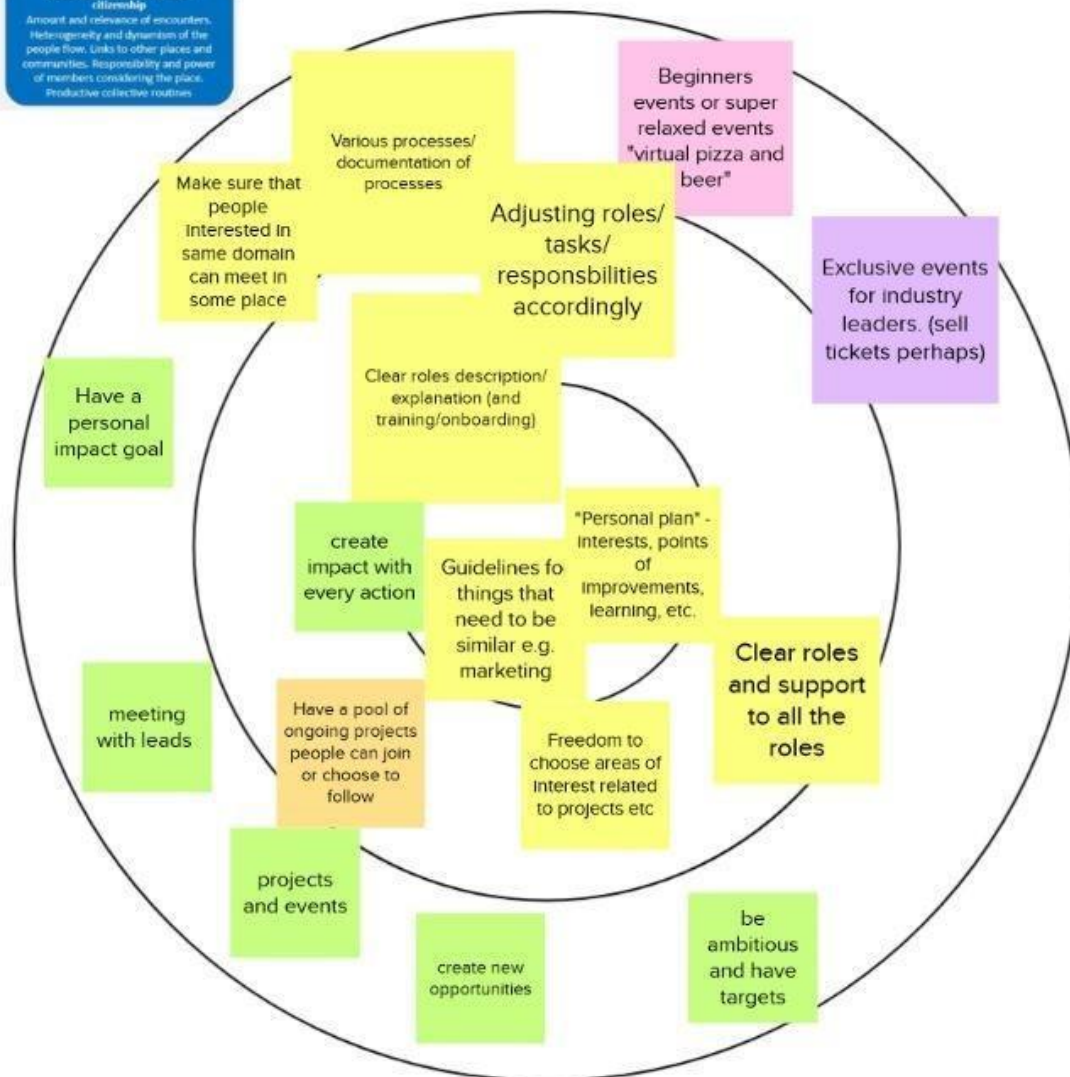 citizenship
Amount and relevance of encounters.
Heterogeneity and dynamism of the
people flow. Links to other places and
communities. Responsibility and power
of members considering the place.
Productive collective routines
Beginners
events or super
relaxed events
"virtual pizza and
beer"
Various processes/
documentation of
processes
Make sure that
people
interested in
same domain
can meet in
some place
Adjusting roles/
tasks/
responsbilities
accordingly
Exclusive events
for industry
leaders. (sell
tickets perhaps)
Clear roles description/
explanation (and
training/onboarding)
Have a
personal
impact goal
create
impact with
every action
Guidelines fo
things that
need to be
similar e.g.
marketing
"Personal plan" -
interests, points
of
improvements,
learning, etc.
Clear roles
and support
to all the
roles
meeting
with leads
Have a pool of
ongoing projects
people can join
or choose to
follow
Freedom to
choose areas of
interest related
to projects etc
projects
and events
create new
opportunities
be
ambitious
and have
targets